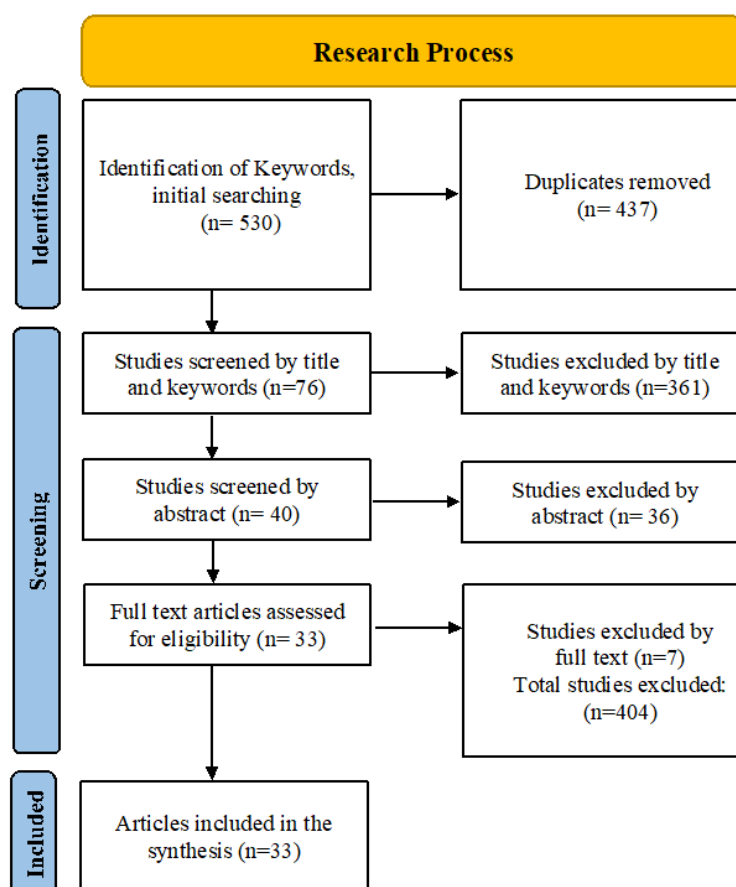 Research Process
Identification
Identification of Keywords,
initial searching
(n= 530)
Duplicates removed
(n= 437)
Screening
Studies screened by title
and keywords (n=76)
Studies excluded by title
and keywords (n=361)
Studies screened by
abstract (n= 40)
Studies excluded by
abstract (n= 36)
Full text articles assessed
for eligibility (n= 33)
Studies excluded by
full text (n=7)
Total studies excluded:
(n=404)
Included
Articles included in the
synthesis (n=33)